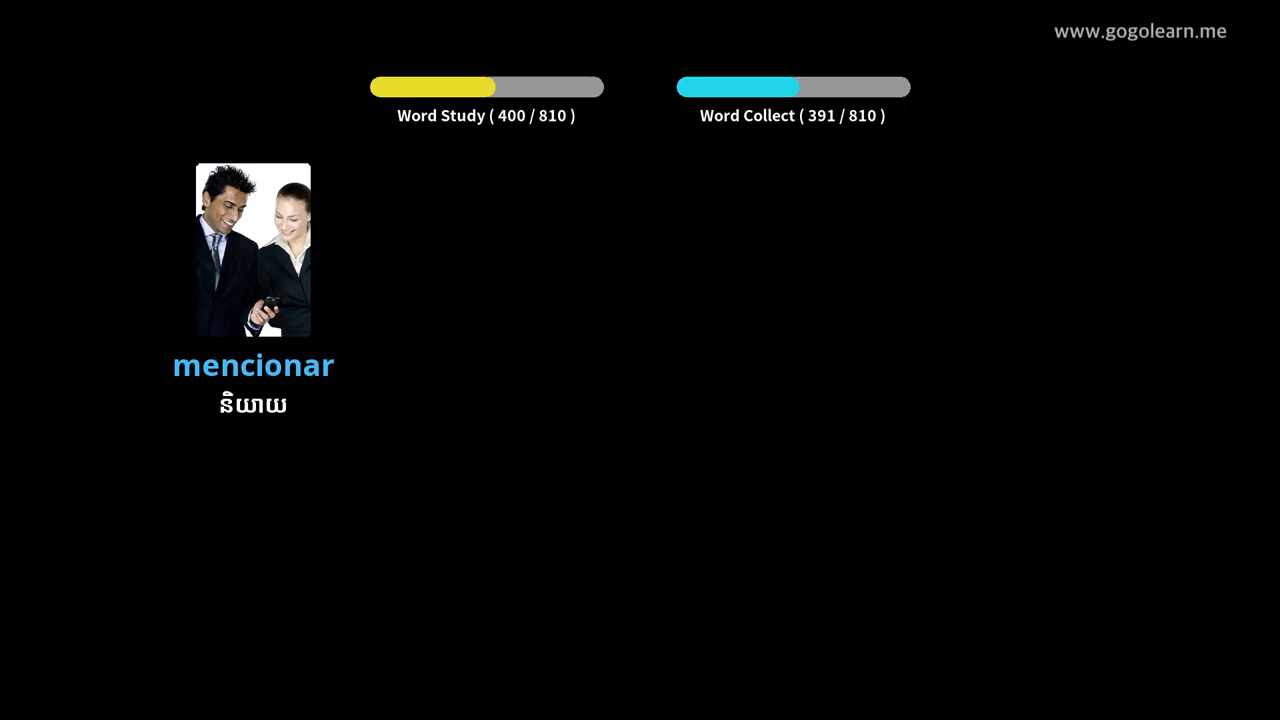 www.gogolearn.me
Word Study ( 400 / 810 )
Word Collect ( 391 / 810 )
mencionar
និយាយ